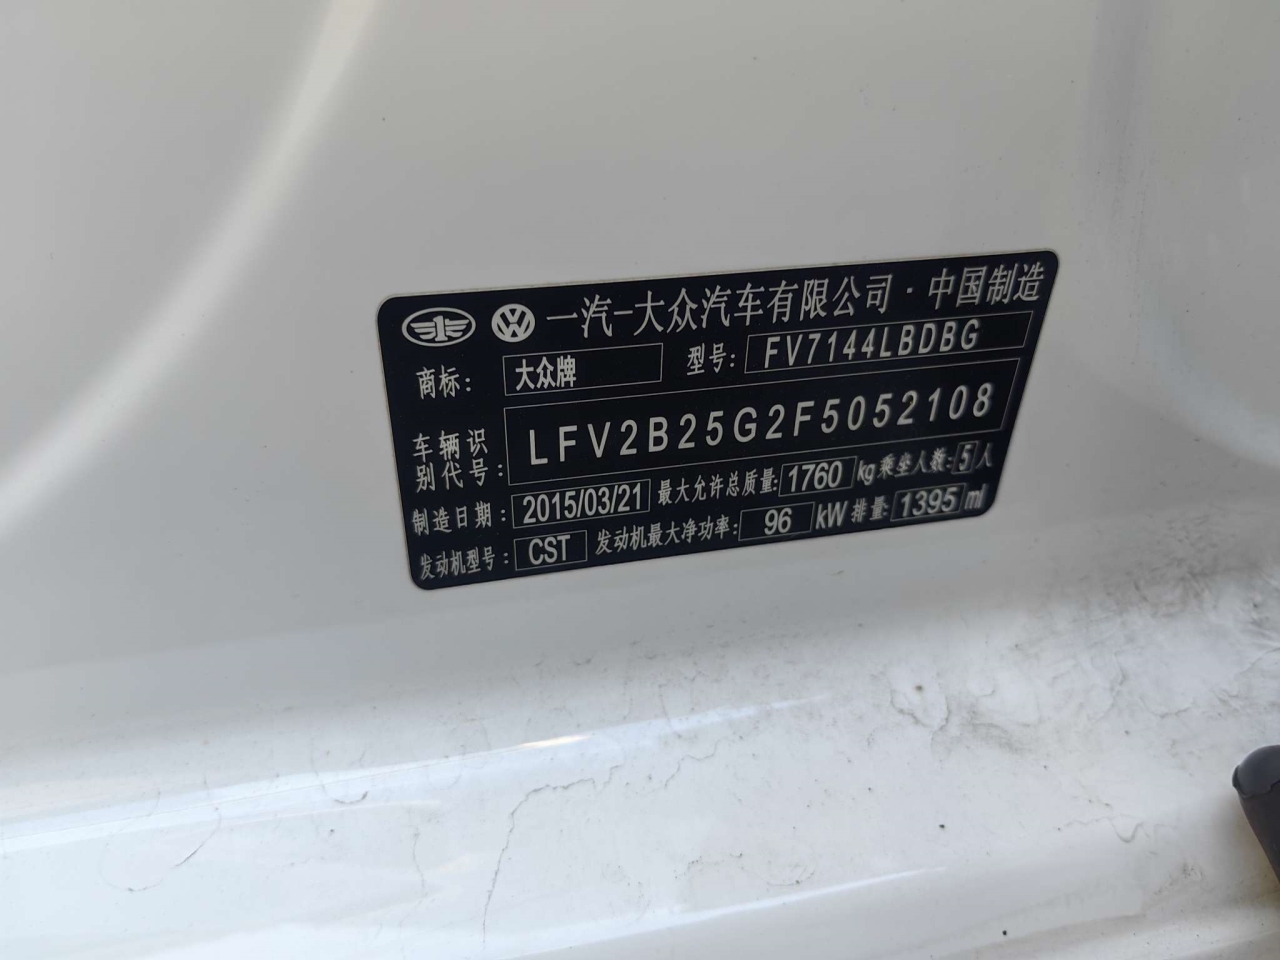 一汽-大众汽车有限公司·中国制造
商标: 大众牌 型号: FV7144LBDBG
车辆识别代号: LFV2B25G2F5052108
制造日期: 2015/03/21 最大允许总质量: 1760 kg 乘坐人数: 5 人
发动机型号: CST 发动机最大净功率: 96 kW 排量: 1395 ml